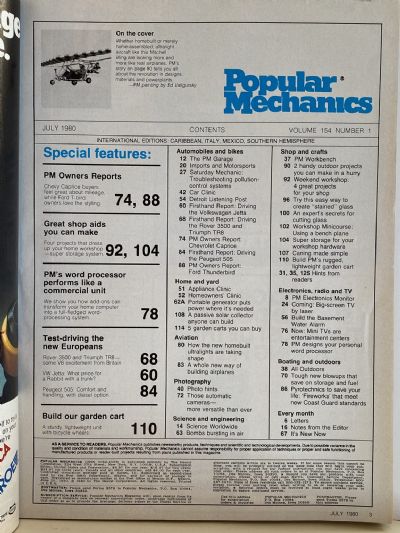 On the cover
Whether homebuilt or merely
home-assembled, ultralight
aircraft like this Mitchell
Wing are looking more and
more like real airplanes. PM's
story on page 80 tells you all
about the revolution in designs,
materials and powerplants.
Popular®
Mechanics
JULY 1980
CONTENTS
VOLUME 154 NUMBER 1
INTERNATIONAL EDITIONS: CARIBBEAN, ITALY, MEXICO, SOUTHERN HEMISPHERE
Special features:
PM Owners Reports
Chevy Caprice buyers
feel great about mileage,
while Ford T-bird
owners take the styling
74, 88
Great shop aids
you can make
Four projects that dress
up your home workshop
—super storage system
92, 104
PM's word processor
performs like a
commercial unit
We show you how add-ons can
transform your home computer
into a full-fledged word-
processing system
78
Test-driving the
new Europeans
Rover 3500 and Triumph TR8—
some V8 excitement from Britain
68
VW Jetta: What price for
a Rabbit with a trunk?
60
Peugeot 505: Comfort and
handling, with diesel option
84
Build our garden cart
A sturdy, lightweight unit
with bicycle wheels
110
Automobiles and bikes
12 The PM Garage
20 Imports and Motorsports
27 Saturday Mechanic:
Troubleshooting pollution-
control systems
42 Car Clinic
54 Detroit Listening Post
60 Firsthand Report: Driving
the Volkswagen Jetta
68 Firsthand Report: Driving
the Rover 3500 and
Triumph TR8
74 PM Owners Report:
Chevrolet Caprice
84 Firsthand Report: Driving
the Peugeot 505
88 PM Owners Report:
Ford Thunderbird
Home and yard
51 Appliance Clinic
52 Homeowners' Clinic
62A Portable generator puts
power where it's needed
108 A passive solar collector
anyone can build
114 5 garden carts you can buy
Aviation
80 How the new homebuilt
ultralights are taking
shape
83 A whole new way of
building airplanes
Photography
40 Photo hints
72 Those automatic
cameras—
more versatile than ever
Science and engineering
14 Science Worldwide
63 Bombs bursting in air
Shop and crafts
37 PM Workbench
90 2 handy outdoor projects
you can make in a hurry
92 Weekend workshop:
4 great projects
for your shop
96 Try this easy way to
create "stained" glass
100 An expert's secrets for
cutting glass
102 Workshop Minicourse:
Using a bench plane
104 Super storage for your
workshop hardware
107 Caning made simple
110 Build PM's rugged,
lightweight garden cart
31, 35, 125 Hints from
readers
Electronics, radio and TV
8 PM Electronics Monitor
24 Coming: Big-screen TV
by laser
56 Build the Basement
Water Alarm
76 Now: Mini TVs are
entertainment centers
78 PM designs your personal
word processor
Boating and outdoors
38 All Outdoors
70 Tough new blowups that
save on storage and fuel
86 Pyrotechnics to save your
life: 'Fireworks' that meet
new Coast Guard standards
Every month
6 Letters
16 Notes from the Editor
87 It's New Now
JULY 1980 3